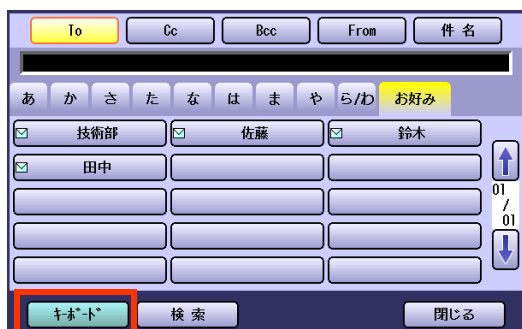 To Cc Bcc From 件 名
あ か さ た な は ま や ら/わ お好み
技術部 佐藤 鈴木
田中
01
/
01
ｷｰﾎﾞｰﾄﾞ 検 索 閉じる